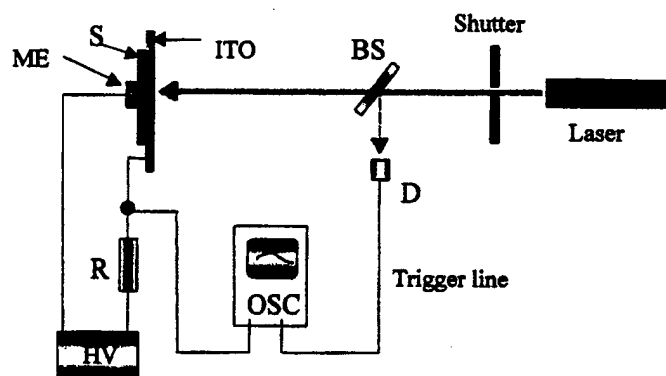 Shutter
S
ITO
BS
ME
Laser
D
R
OSC
Trigger line
HV